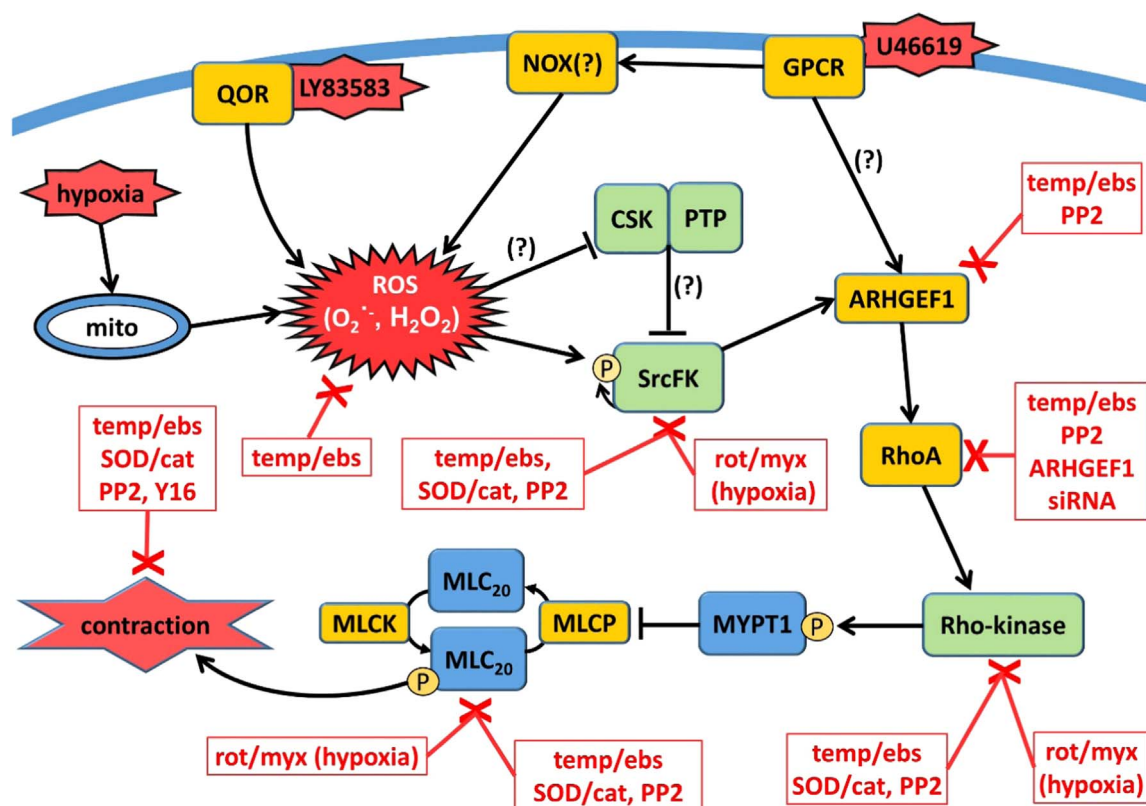 U46619
NOX(?)
GPCR
QOR
LY83583
(?)
hypoxia
temp/ebs
PP2
CSK
PTP
(?)
(?)
ROS
(O₂˙⁻, H₂O₂)
ARHGEF1
mito
P
SrcFK
temp/ebs
SOD/cat
PP2, Y16
temp/ebs
temp/ebs,
SOD/cat, PP2
rot/myx
(hypoxia)
RhoA
temp/ebs
PP2
ARHGEF1
siRNA
contraction
MLC₂₀
MLCK
MLCP
MLC₂₀
P
MYPT1
P
Rho-kinase
rot/myx (hypoxia)
temp/ebs
SOD/cat, PP2
temp/ebs
SOD/cat, PP2
rot/myx
(hypoxia)